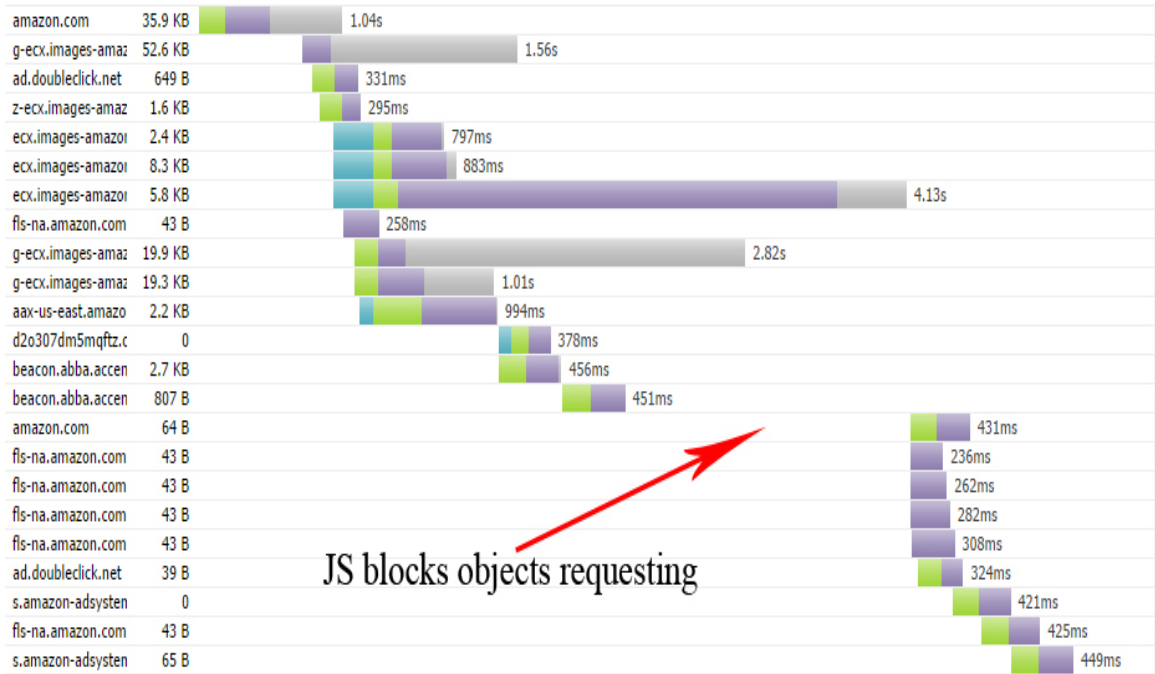 amazon.com 35.9 KB 1.04s
g-ecx.images-amaz 52.6 KB 1.56s
ad.doubleclick.net 649 B 331ms
z-ecx.images-amaz 1.6 KB 295ms
ecx.images-amazor 2.4 KB 797ms
ecx.images-amazor 8.3 KB 883ms
ecx.images-amazor 5.8 KB 4.13s
fls-na.amazon.com 43 B 258ms
g-ecx.images-amaz 19.9 KB 2.82s
g-ecx.images-amaz 19.3 KB 1.01s
aax-us-east.amazo 2.2 KB 994ms
d2o307dm5mqftz.c 0 378ms
beacon.abba.accen 2.7 KB 456ms
beacon.abba.accen 807 B 451ms
amazon.com 64 B 431ms
fls-na.amazon.com 43 B 236ms
fls-na.amazon.com 43 B 262ms
fls-na.amazon.com 43 B 282ms
fls-na.amazon.com 43 B 308ms
JS blocks objects requesting
ad.doubleclick.net 39 B 324ms
s.amazon-adsysten 0 421ms
fls-na.amazon.com 43 B 425ms
s.amazon-adsysten 65 B 449ms